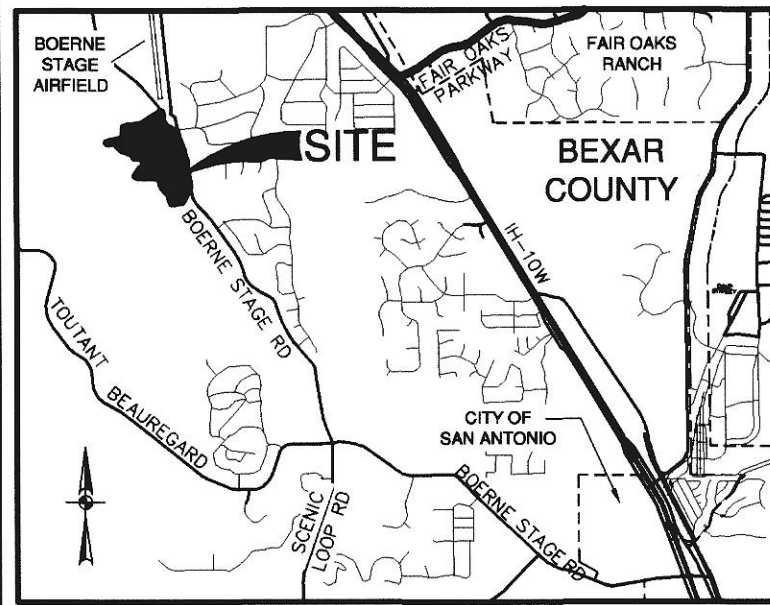 BOERNE
STAGE
AIRFIELD
FAIR OAKS
PARKWAY
FAIR OAKS
RANCH
SITE
BEXAR
COUNTY
BOERNE STAGE RD
IH-10W
TOUTANT
BEAUREGARD
CITY OF
SAN ANTONIO
SCENIC
LOOP RD
BOERNE STAGE RD